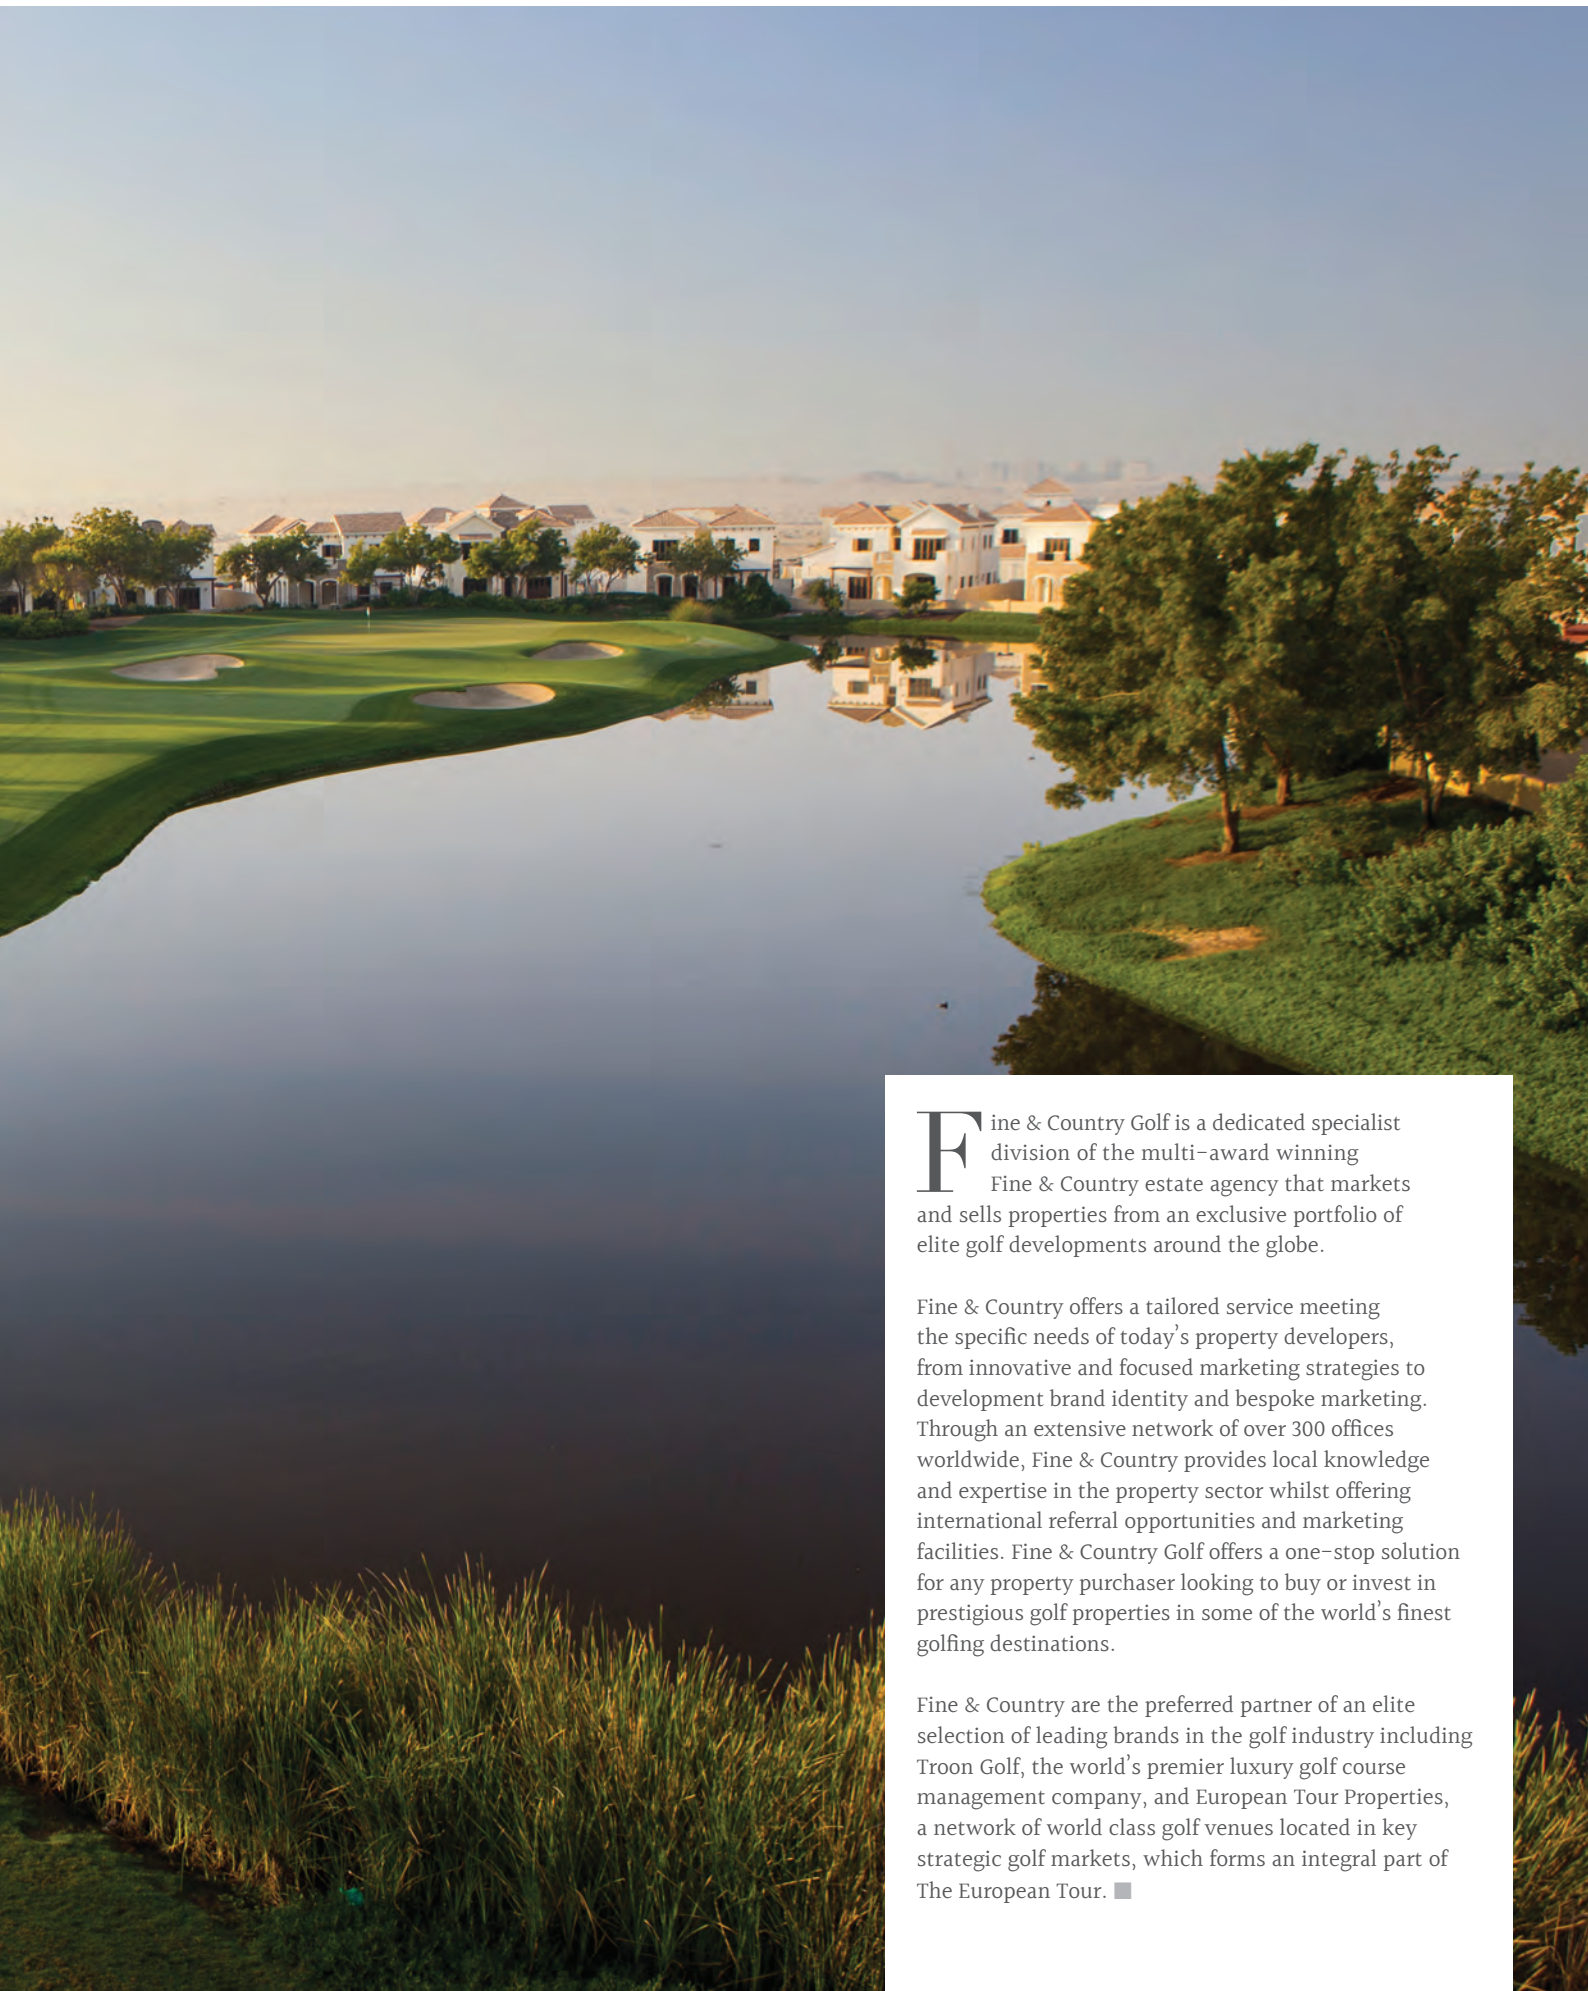 Fine & Country Golf is a dedicated specialist
division of the multi-award winning
Fine & Country estate agency that markets
and sells properties from an exclusive portfolio of
elite golf developments around the globe.
Fine & Country offers a tailored service meeting
the specific needs of today's property developers,
from innovative and focused marketing strategies to
development brand identity and bespoke marketing.
Through an extensive network of over 300 offices
worldwide, Fine & Country provides local knowledge
and expertise in the property sector whilst offering
international referral opportunities and marketing
facilities. Fine & Country Golf offers a one-stop solution
for any property purchaser looking to buy or invest in
prestigious golf properties in some of the world's finest
golfing destinations.
Fine & Country are the preferred partner of an elite
selection of leading brands in the golf industry including
Troon Golf, the world's premier luxury golf course
management company, and European Tour Properties,
a network of world class golf venues located in key
strategic golf markets, which forms an integral part of
The European Tour.